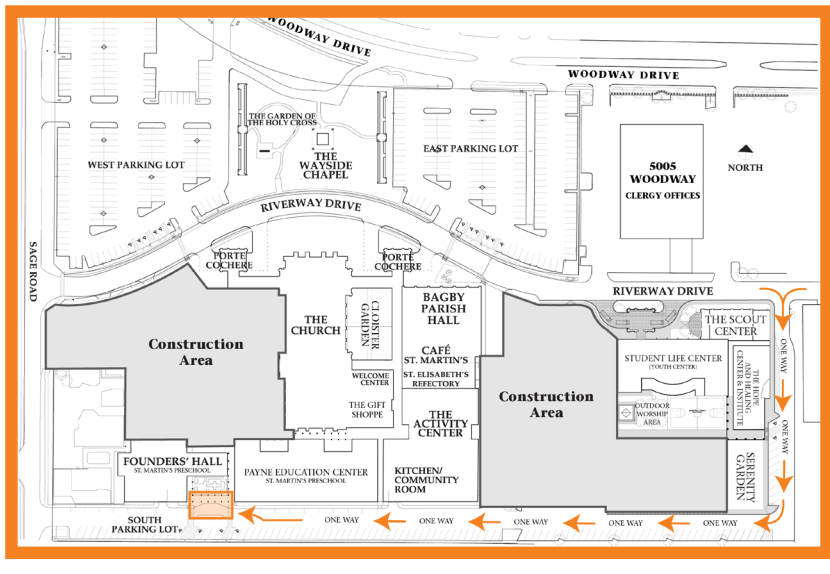 WOODWAY DRIVE
WOODWAY DRIVE
THE GARDEN OF
THE HOLY CROSS
WEST PARKING LOT
THE
WAYSIDE
CHAPEL
EAST PARKING LOT
5005
WOODWAY
CLERGY OFFICES
NORTH
RIVERWAY DRIVE
SAGE ROAD
PORTE
COCHERE
PORTE
COCHERE
RIVERWAY DRIVE
Construction
Area
THE
CHURCH
CLOISTER
GARDEN
BAGBY
PARISH
HALL
CAFÉ
ST. MARTIN'S
ST. ELISABETH'S
REFECTORY
WELCOME
CENTER
THE GIFT
SHOPPE
THE
ACTIVITY
CENTER
KITCHEN/
COMMUNITY
ROOM
Construction
Area
THE SCOUT
CENTER
STUDENT LIFE CENTER
(YOUTH CENTER)
THE HOPE
AND HEALING
CENTER & INSTITUTE
OUTDOOR
WORSHIP
AREA
SERENITY
GARDEN
ONE WAY
ONE WAY
FOUNDERS' HALL
ST. MARTIN'S PRESCHOOL
PAYNE EDUCATION CENTER
ST. MARTIN'S PRESCHOOL
SOUTH
PARKING LOT
ONE WAY
ONE WAY
ONE WAY
ONE WAY
ONE WAY